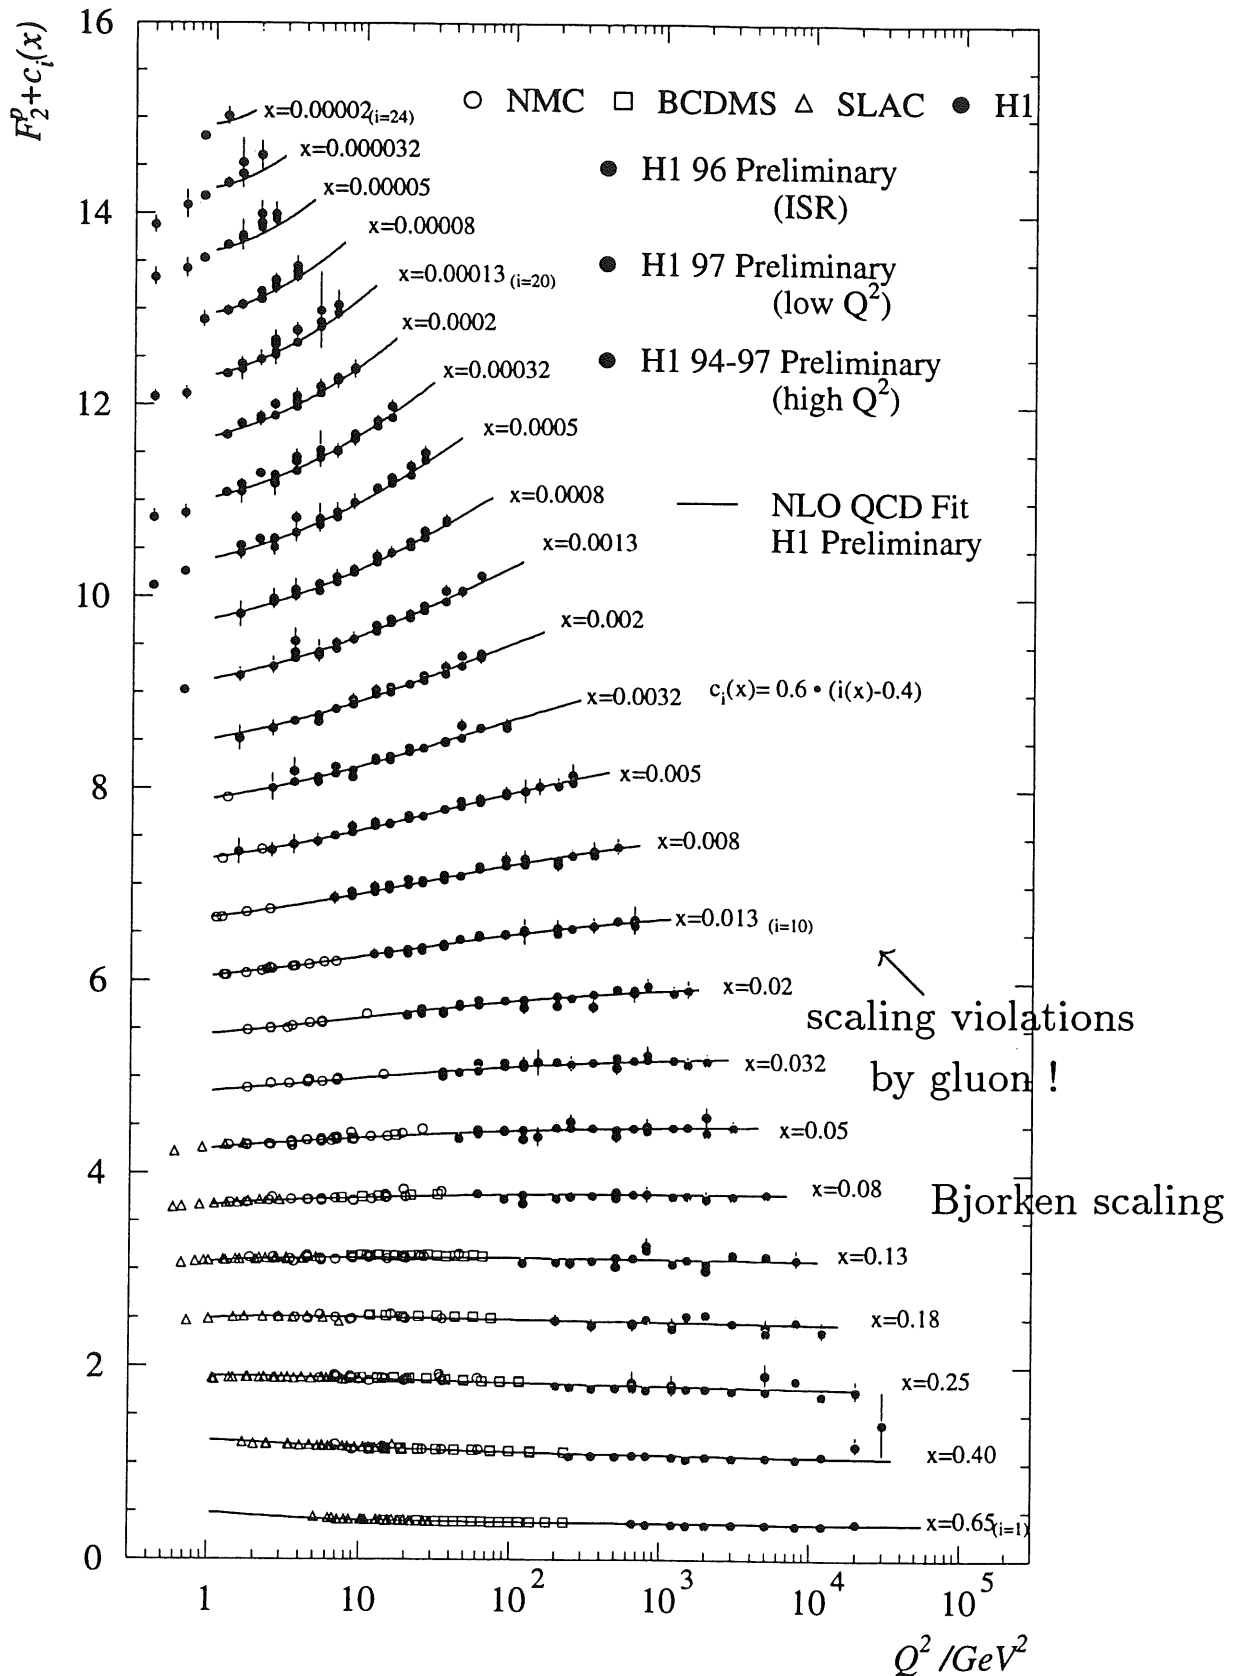 16
14
12
10
8
6
4
2
0
F₂ᵖ+cᵢ(x)
○ NMC □ BCDMS △ SLAC ● H1
● H1 96 Preliminary
(ISR)
● H1 97 Preliminary
(low Q²)
● H1 94-97 Preliminary
(high Q²)
NLO QCD Fit
H1 Preliminary
x=0.00002(i=24)
x=0.000032
x=0.00005
x=0.00008
x=0.00013 (i=20)
x=0.0002
x=0.00032
x=0.0005
x=0.0008
x=0.0013
x=0.002
x=0.0032 cᵢ(x)= 0.6 • (i(x)-0.4)
x=0.005
x=0.008
x=0.013 (i=10)
x=0.02
scaling violations
by gluon !
x=0.032
x=0.05
x=0.08
Bjorken scaling
x=0.13
x=0.18
x=0.25
x=0.40
x=0.65(i=1)
1 10 10² 10³ 10⁴ 10⁵
Q² /GeV²